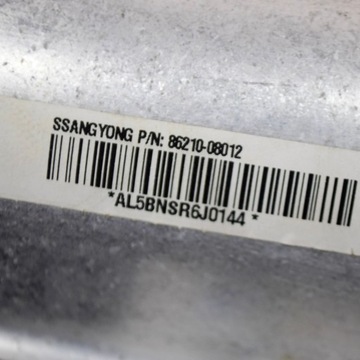 SSANGYONG P/N: 86210-08012
*AL5BNSR6J0144 *